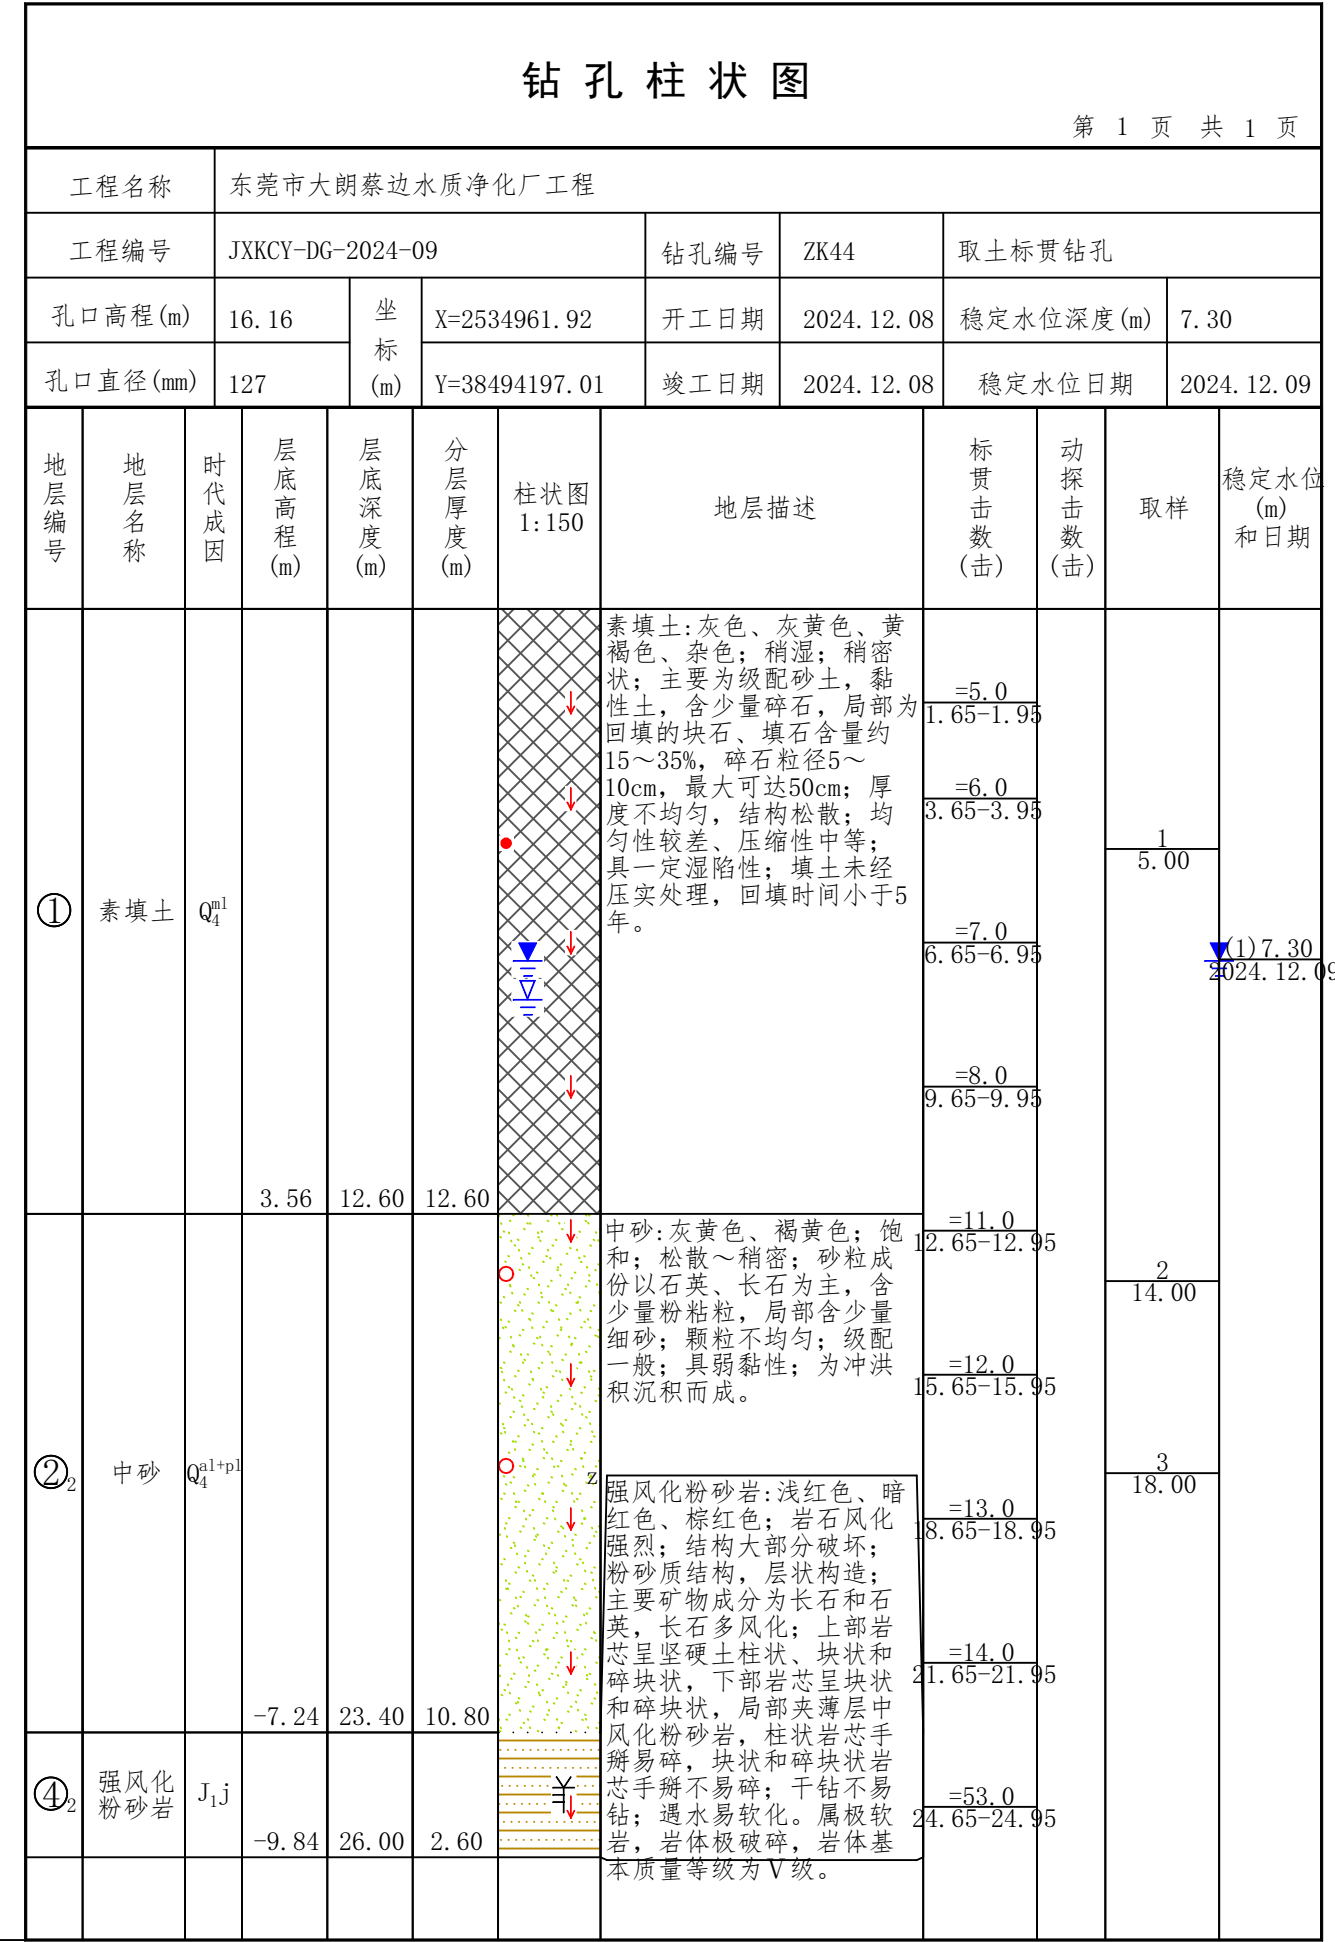 钻孔柱状图
第 1 页 共 1 页
工程名称 东莞市大朗蔡边水质净化厂工程
工程编号 JXKCY-DG-2024-09 钻孔编号 ZK44 取土标贯钻孔
孔口高程(m) 16.16 坐标(m) X=2534961.92 开工日期 2024.12.08 稳定水位深度(m) 7.30
孔口直径(mm) 127 Y=38494197.01 竣工日期 2024.12.08 稳定水位日期 2024.12.09
地层编号 地层名称 时代成因 层底高程(m) 层底深度(m) 分层厚度(m) 柱状图 1:150 地层描述 标贯击数(击) 动探击数(击) 取样 稳定水位(m)和日期
素填土:灰色、灰黄色、黄
褐色、杂色；稍湿；稍密
状；主要为级配砂土，黏
性土，含少量碎石，局部为
回填的块石、填石含量约
15～35%，碎石粒径5～
10cm，最大可达50cm；厚
度不均匀，结构松散；均
匀性较差、压缩性中等；
具一定湿陷性；填土未经
压实处理，回填时间小于5
年。
=5.0
1.65-1.95
=6.0
3.65-3.95
1
5.00
① 素填土 Q4ml
=7.0
6.65-6.95
(1)7.30
2024.12.09
=8.0
9.65-9.95
3.56 12.60 12.60
中砂:灰黄色、褐黄色；饱
和；松散～稍密；砂粒成
份以石英、长石为主，含
少量粉粘粒，局部含少量
细砂；颗粒不均匀；级配
一般；具弱黏性；为冲洪
积沉积而成。
=11.0
12.65-12.95
2
14.00
=12.0
15.65-15.95
②2 中砂 Q4al+pl
z
3
18.00
=13.0
18.65-18.95
=14.0
21.65-21.95
-7.24 23.40 10.80
强风化粉砂岩:浅红色、暗
红色、棕红色；岩石风化
强烈；结构大部分破坏；
粉砂质结构，层状构造；
主要矿物成分为长石和石
英，长石多风化；上部岩
芯呈坚硬土柱状、块状和
碎块状，下部岩芯呈块状
和碎块状，局部夹薄层中
风化粉砂岩，柱状岩芯手
掰易碎，块状和碎块状岩
芯手掰不易碎；干钻不易
钻；遇水易软化。属极软
岩，岩体极破碎，岩体基
本质量等级为Ⅴ级。
④2 强风化粉砂岩 J1j
=53.0
24.65-24.95
-9.84 26.00 2.60